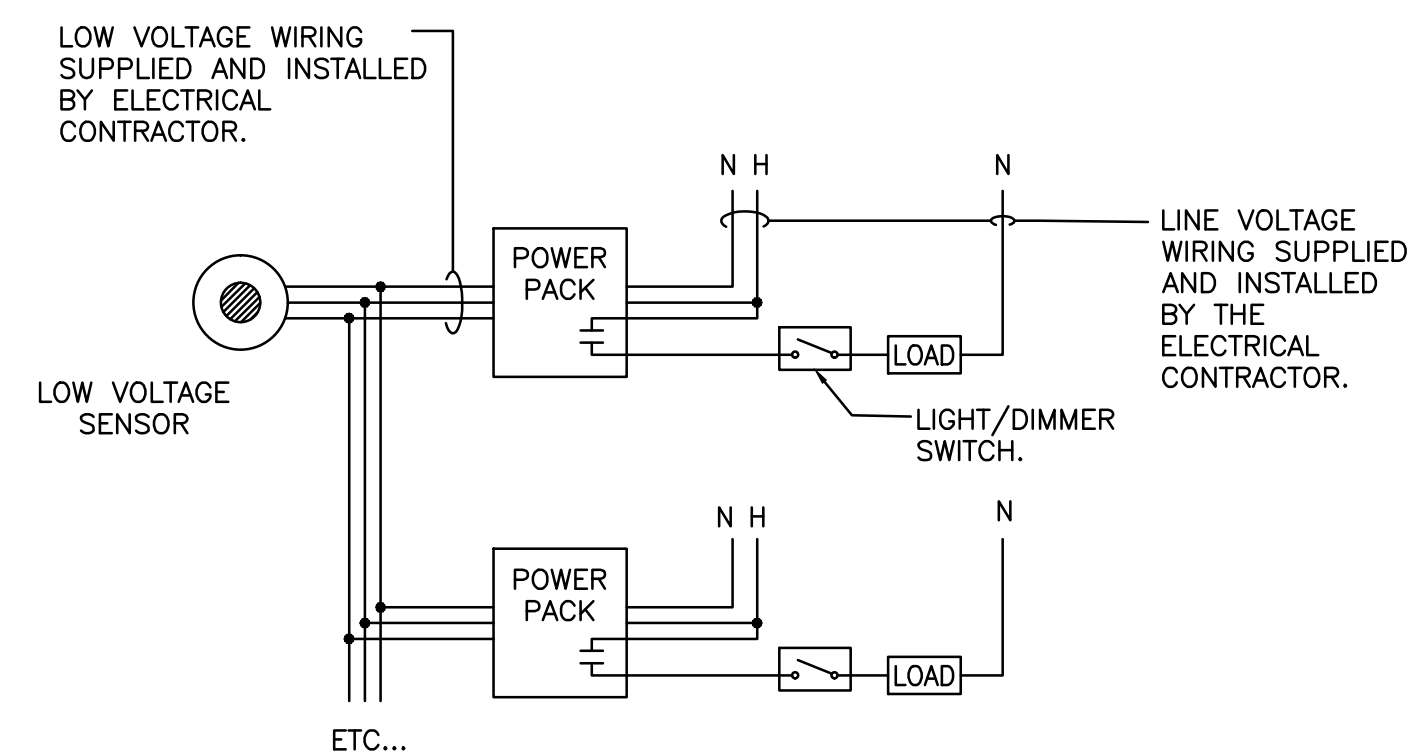 LOW VOLTAGE WIRING
SUPPLIED AND INSTALLED
BY ELECTRICAL
CONTRACTOR.
N H
N
LINE VOLTAGE
WIRING SUPPLIED
AND INSTALLED
BY THE
ELECTRICAL
CONTRACTOR.
POWER
PACK
LOAD
LOW VOLTAGE
SENSOR
LIGHT/DIMMER
SWITCH.
N H
N
POWER
PACK
LOAD
ETC...